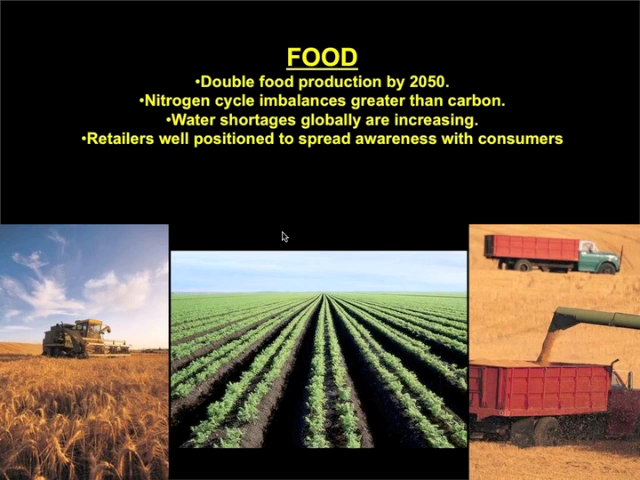 FOOD
•Double food production by 2050.
•Nitrogen cycle imbalances greater than carbon.
•Water shortages globally are increasing.
•Retailers well positioned to spread awareness with consumers